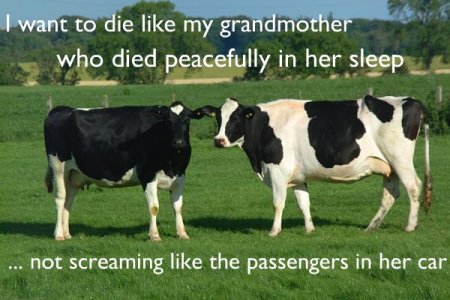 I want to die like my grandmother
who died peacefully in her sleep
... not screaming like the passengers in her car